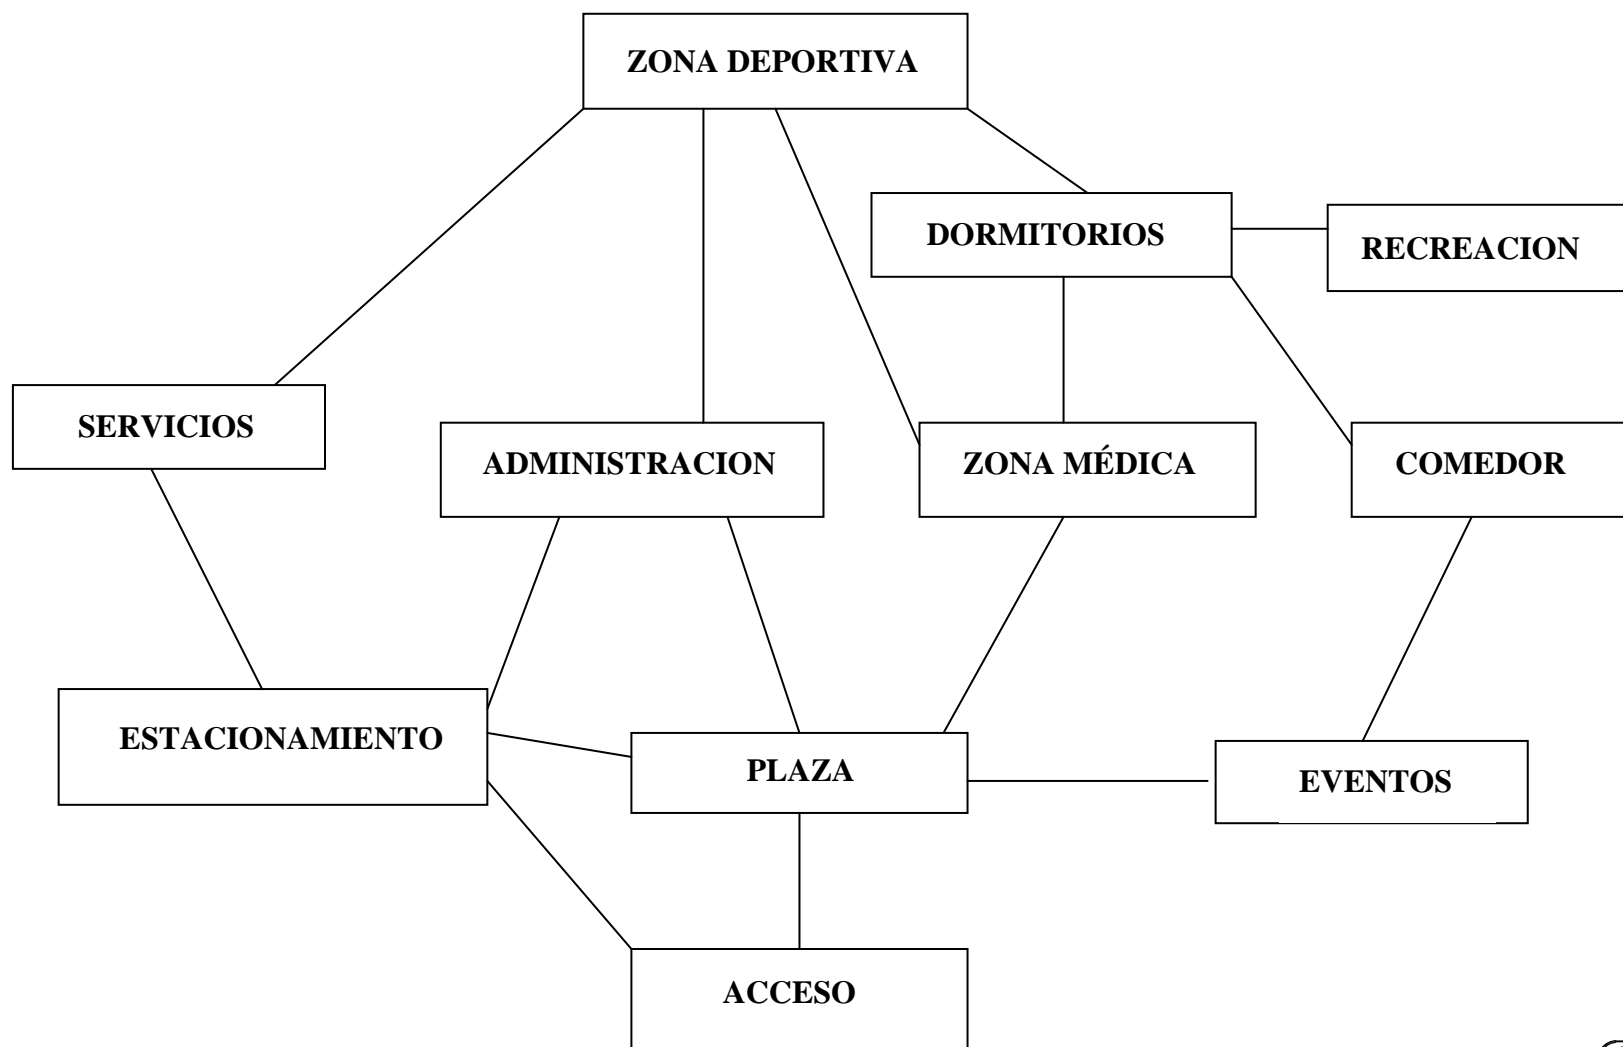 ZONA DEPORTIVA
DORMITORIOS
RECREACION
SERVICIOS
ADMINISTRACION
ZONA MÉDICA
COMEDOR
ESTACIONAMIENTO
PLAZA
EVENTOS
ACCESO